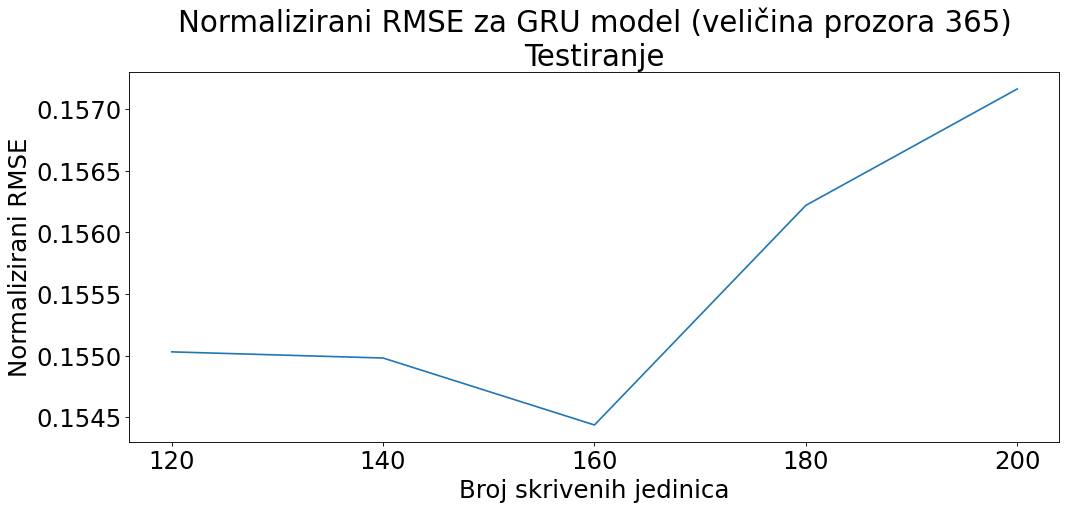 Normalizirani RMSE za GRU model (veličina prozora 365)
Testiranje
Normalizirani RMSE
0.1570
0.1565
0.1560
0.1555
0.1550
0.1545
120 140 160 180 200
Broj skrivenih jedinica